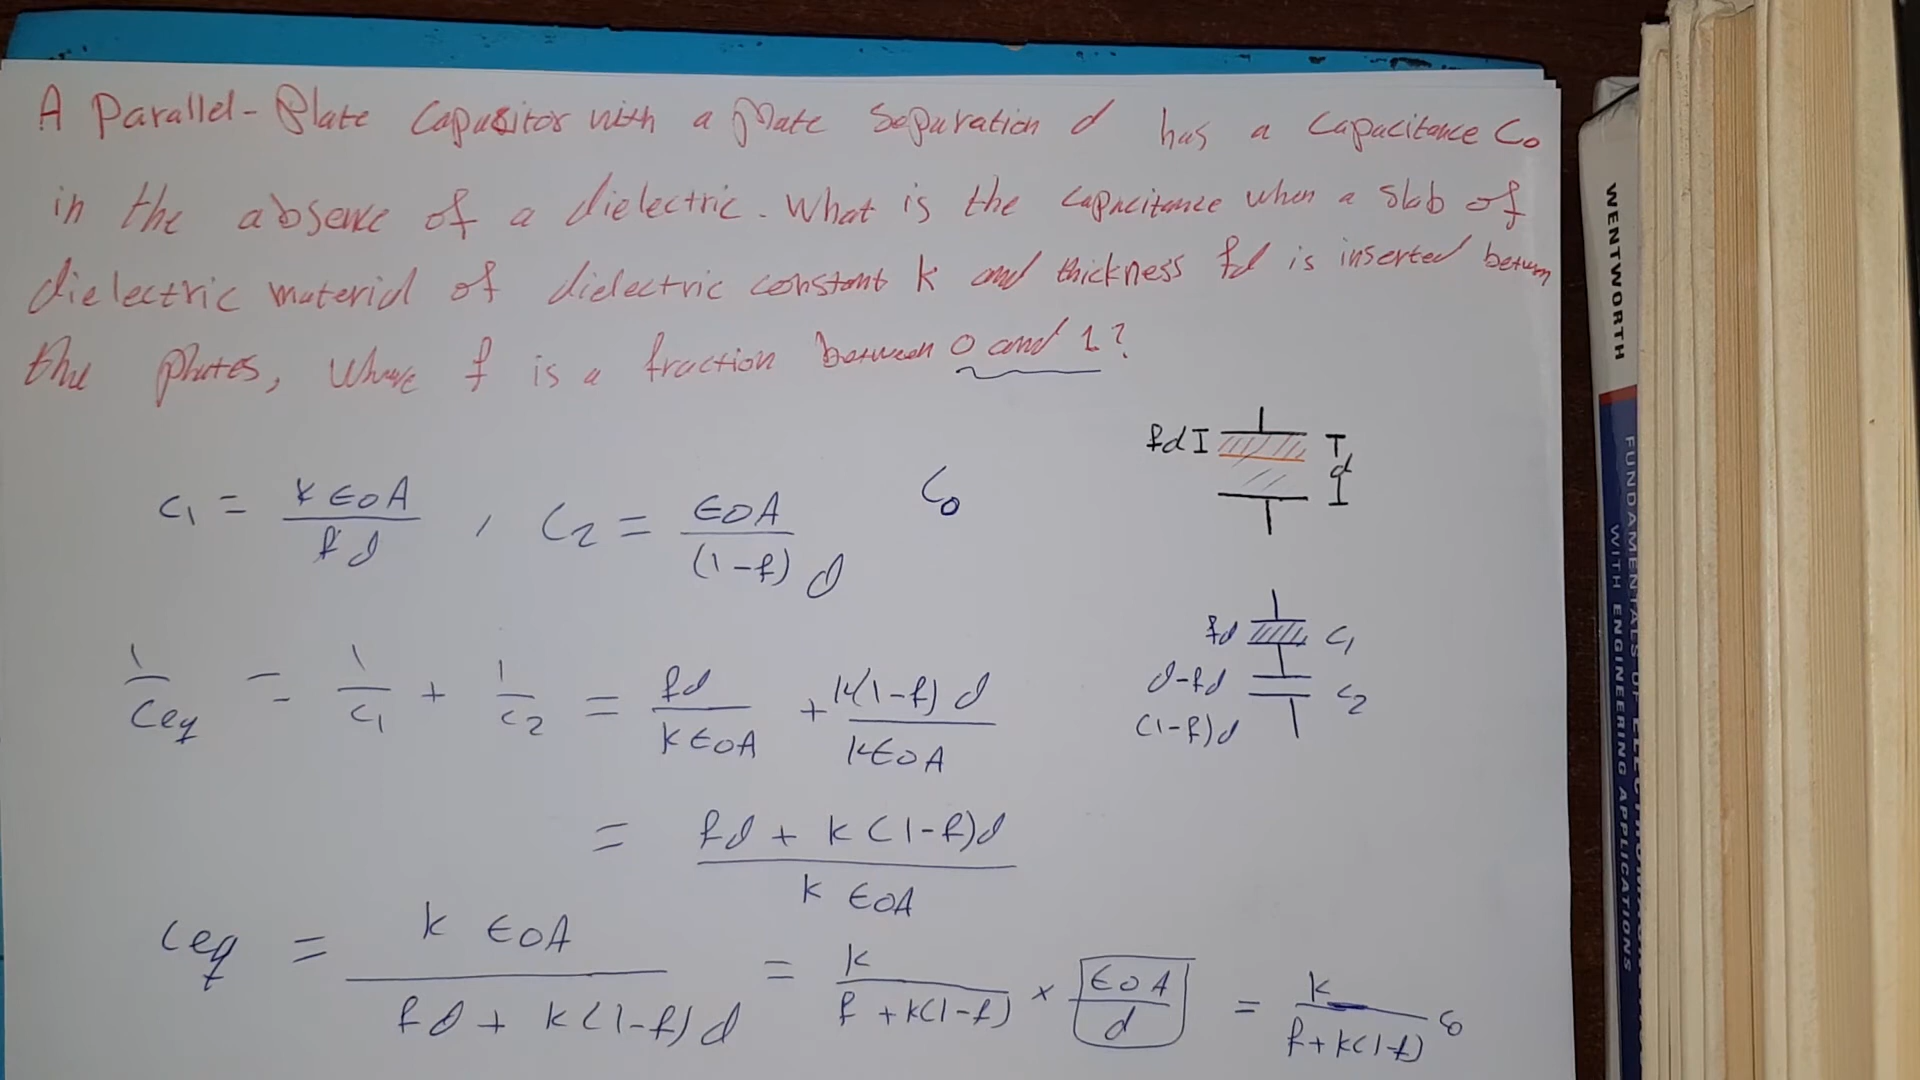 A Parallel-Plate Capacitor with a plate Separation d has a Capacitance C₀
in the absence of a dielectric. What is the capacitance when a slab of
dielectric material of dielectric constant k and thickness fd is inserted between
the plates, Where f is a fraction between 0 and 1?
fd I T d I
C₁ = kϵ₀A / fd , C₂ = ϵ₀A / (1-f) d C₀
fd C₁
d-fd C₂
(1-f)d
1/Ceq = 1/C₁ + 1/C₂ = fd / kϵ₀A + k(1-f) d / kϵ₀A
= fd + k(1-f)d / k ϵ₀A
Ceq = k ϵ₀A / fd + k(1-f)d = k / f + k(1-f) × ϵ₀A / d = k / f+k(1-f) C₀
WENTWORTH
WITH ENGINEERING APPLICATIONS